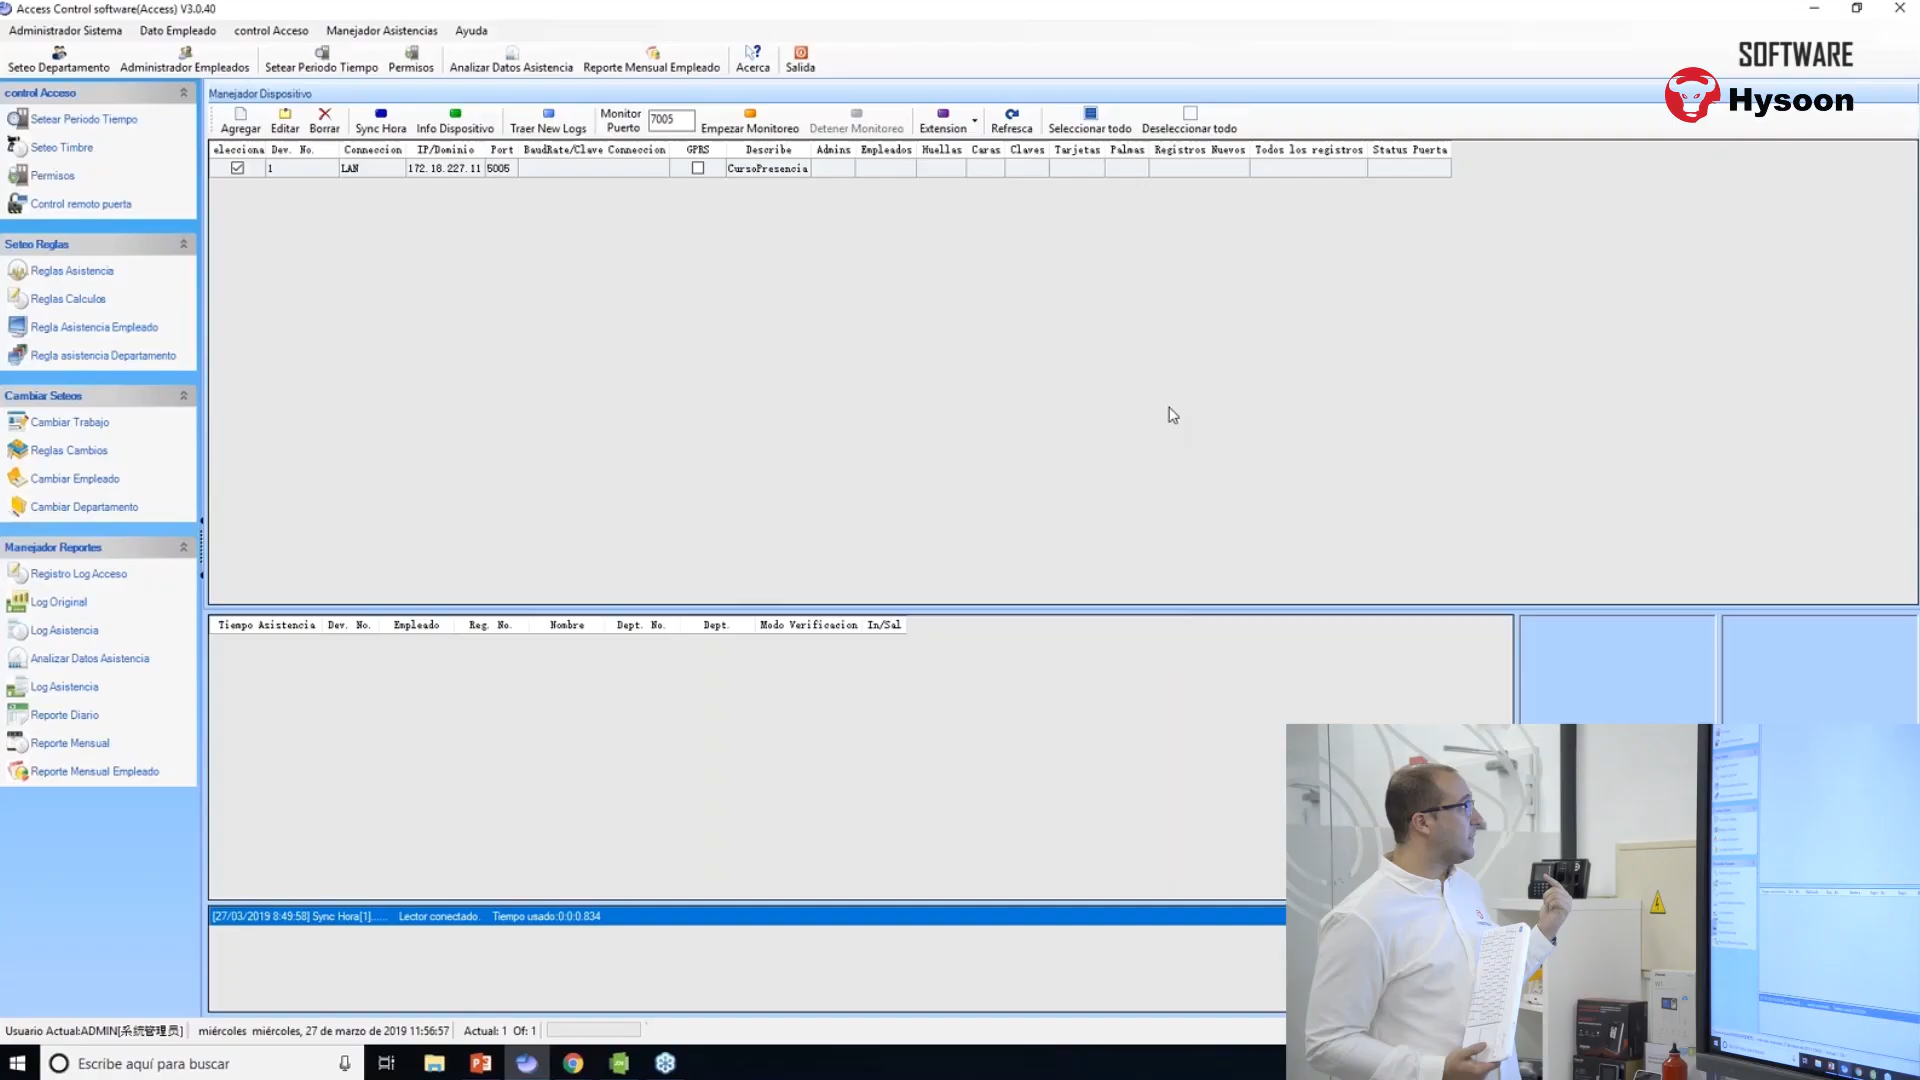 Access Control software(Access) V3.0.40
Administrador Sistema Dato Empleado control Acceso Manejador Asistencias Ayuda
Seteo Departamento Administrador Empleados Setear Periodo Tiempo Permisos Analizar Datos Asistencia Reporte Mensual Empleado Acerca Salida
SOFTWARE
Hysoon
control Acceso
Setear Periodo Tiempo
Seteo Timbre
Permisos
Control remoto puerta
Seteo Reglas
Reglas Asistencia
Reglas Calculos
Regla Asistencia Empleado
Regla asistencia Departamento
Cambiar Seteos
Cambiar Trabajo
Reglas Cambios
Cambiar Empleado
Cambiar Departamento
Manejador Reportes
Registro Log Acceso
Log Original
Log Asistencia
Analizar Datos Asistencia
Log Asistencia
Reporte Diario
Reporte Mensual
Reporte Mensual Empleado
Manejador Dispositivo
Agregar Editar Borrar Sync Hora Info Dispositivo Traer New Logs Monitor Puerto 7005 Empezar Monitoreo Detener Monitoreo Extension Refresca Seleccionar todo Deseleccionar todo
elecciona Dev. No. Connecion IP/Dominio Port BaudRate/Clave Connecion GPRS Describe Admins Empleados Huellas Caras Claves Tarjetas Palmas Registros Nuevos Todos los registros Status Puerta
1 LAN 172.18.227.11 5005 CursoPresencia
Tiempo Asistencia Dev. No. Empleado Reg. No. Nombre Dept. No. Dept. Modo Verificacion In/Sal
[27/03/2019 8:49:58] Sync Hora[1]...... Lector conectado. Tiempo usado:0:0:0.834
Usuario Actual:ADMIN[系統管理员] miércoles miércoles, 27 de marzo de 2019 11:56:57 Actual: 1 Of: 1
Escribe aquí para buscar